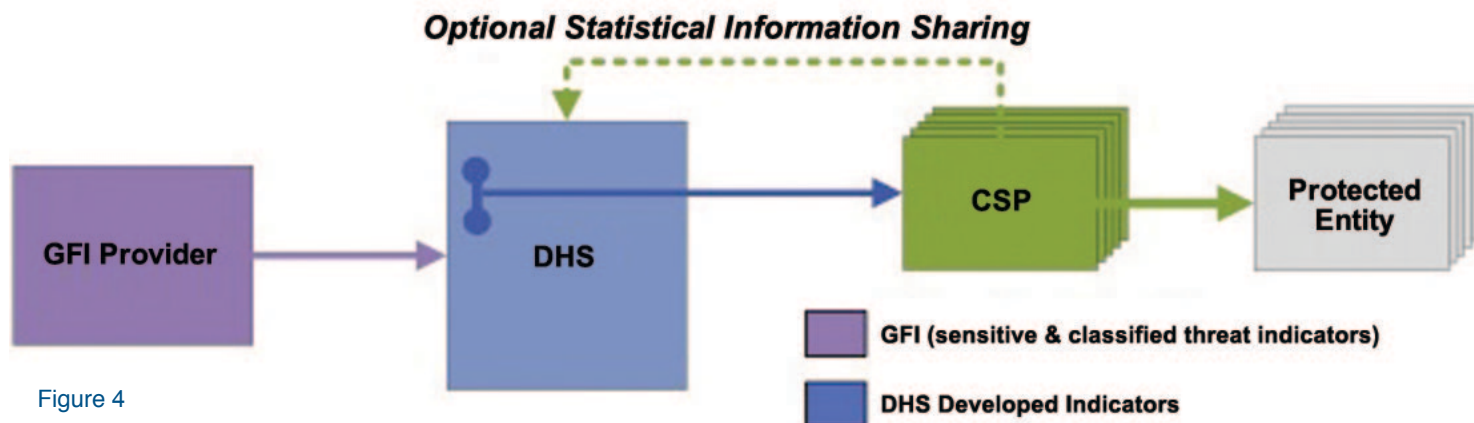 Optional Statistical Information Sharing
GFI Provider
DHS
CSP
Protected
Entity
GFI (sensitive & classified threat indicators)
DHS Developed Indicators
Figure 4